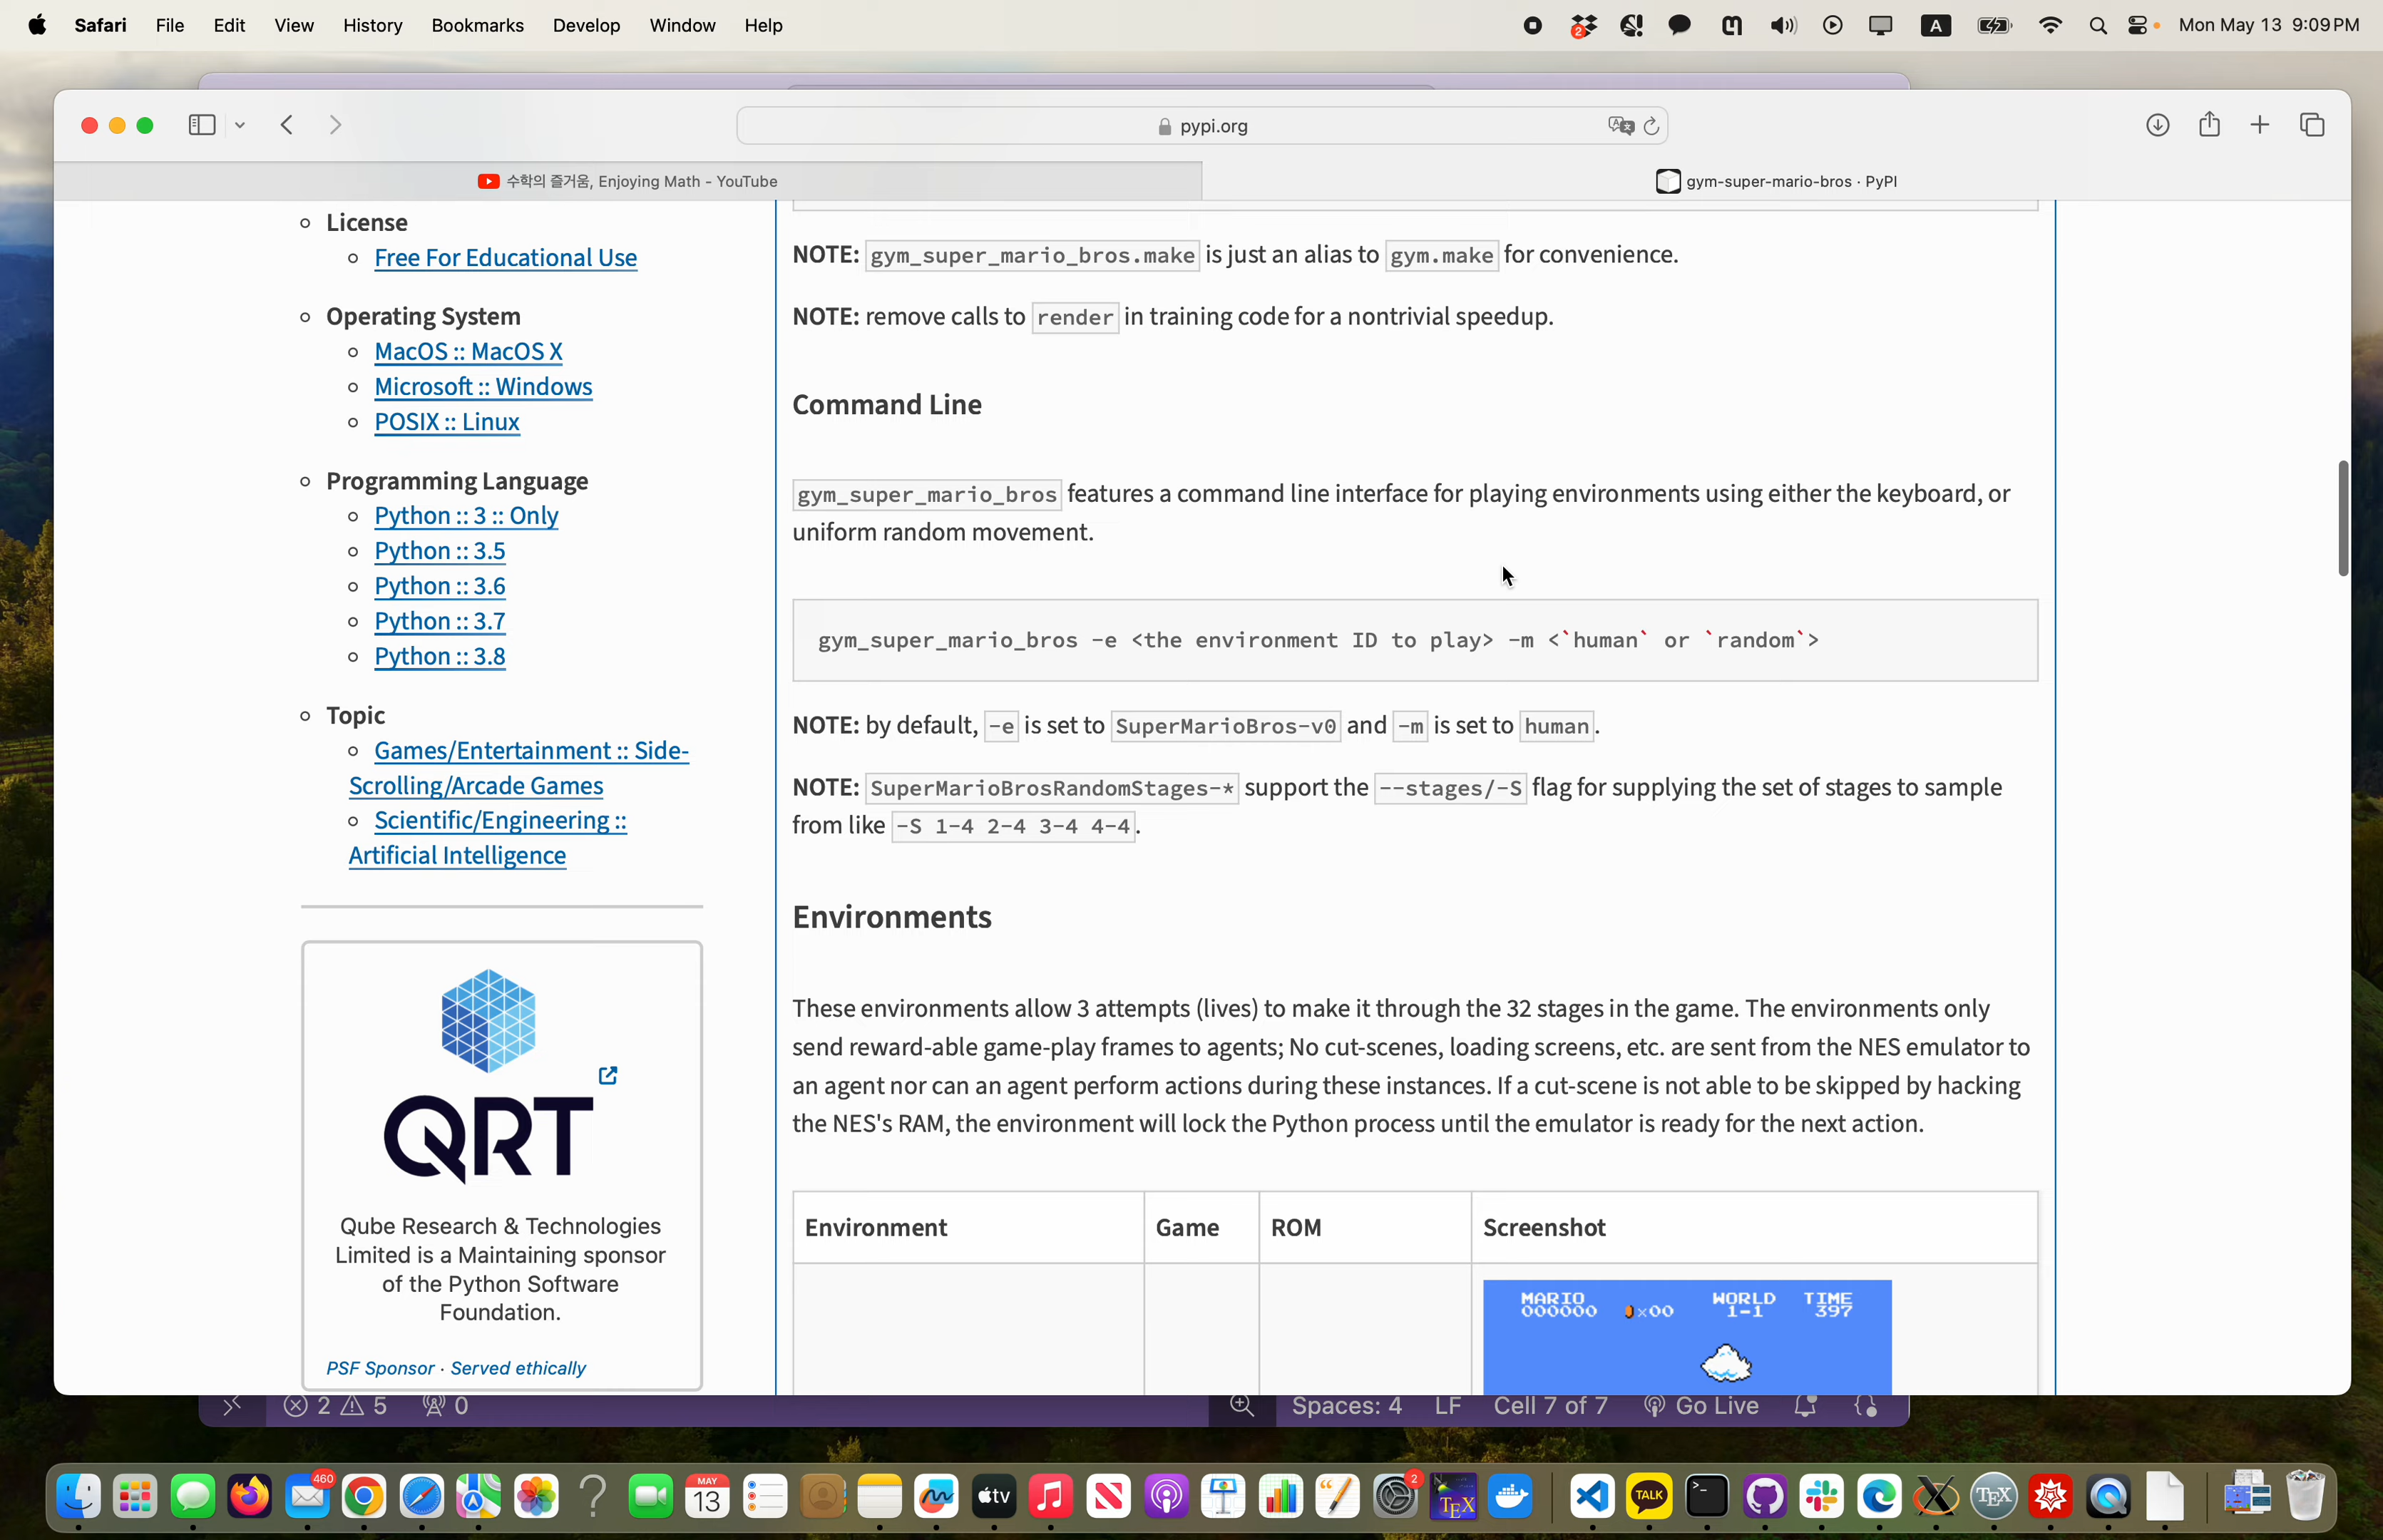 Safari File Edit View History Bookmarks Develop Window Help
2 A Mon May 13 9:09 PM
pypi.org
수학의 즐거움, Enjoying Math - YouTube
gym-super-mario-bros · PyPI
License
Free For Educational Use
Operating System
MacOS :: MacOS X
Microsoft :: Windows
POSIX :: Linux
Programming Language
Python :: 3 :: Only
Python :: 3.5
Python :: 3.6
Python :: 3.7
Python :: 3.8
Topic
Games/Entertainment :: Side-
Scrolling/Arcade Games
Scientific/Engineering ::
Artificial Intelligence
QRT
Qube Research & Technologies
Limited is a Maintaining sponsor
of the Python Software
Foundation.
PSF Sponsor · Served ethically
NOTE: gym_super_mario_bros.make is just an alias to gym.make for convenience.
NOTE: remove calls to render in training code for a nontrivial speedup.
Command Line
gym_super_mario_bros features a command line interface for playing environments using either the keyboard, or
uniform random movement.
gym_super_mario_bros -e <the environment ID to play> -m <`human` or `random`>
NOTE: by default, -e is set to SuperMarioBros-v0 and -m is set to human.
NOTE: SuperMarioBrosRandomStages-* support the --stages/-S flag for supplying the set of stages to sample
from like -S 1-4 2-4 3-4 4-4.
Environments
These environments allow 3 attempts (lives) to make it through the 32 stages in the game. The environments only
send reward-able game-play frames to agents; No cut-scenes, loading screens, etc. are sent from the NES emulator to
an agent nor can an agent perform actions during these instances. If a cut-scene is not able to be skipped by hacking
the NES's RAM, the environment will lock the Python process until the emulator is ready for the next action.
Environment Game ROM Screenshot
MARIO WORLD TIME
000000 ×00 1-1 397
2 5 0 Spaces: 4 LF Cell 7 of 7 Go Live
460 MAY 13 tv 2 TEX TALK TEX